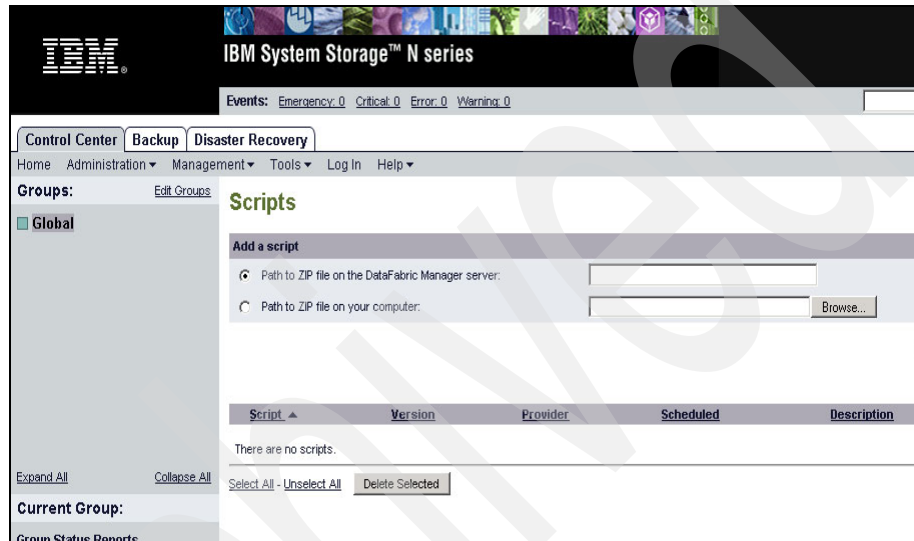 IBM®
IBM System Storage™ N series
Events: Emergency: 0 Critical: 0 Error: 0 Warning: 0
Control Center Backup Disaster Recovery
Home Administration Management Tools Log In Help
Groups: Edit Groups
Global
Scripts
Add a script
Path to ZIP file on the DataFabric Manager server:
Path to ZIP file on your computer: Browse...
Script Version Provider Scheduled Description
There are no scripts.
Expand All Collapse All
Select All - Unselect All Delete Selected
Current Group:
Group Status Reports